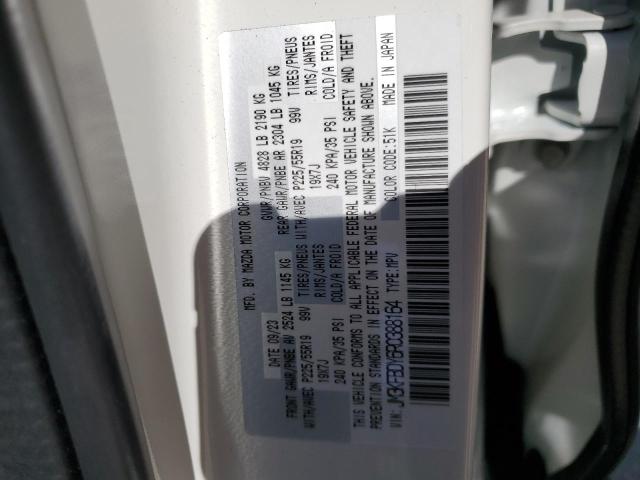 MFD. BY MAZDA MOTOR CORPORATION
DATE 09/23 GVWR/PNBV 4828 LB 2190 KG
FRONT GAWR/PNBE AV 2524 LB 1145 KG REAR GAWR/PNBE AR 2304 LB 1045 KG
WITH/AVEC P225/55R19 99V TIRES/PNEUS WITH/AVEC P225/55R19 99V TIRES/PNEUS
19X7J RIMS/JANTES 19X7J RIMS/JANTES
240 KPA/35 PSI COLD/A FROID 240 KPA/35 PSI COLD/A FROID
THIS VEHICLE CONFORMS TO ALL APPLICABLE FEDERAL MOTOR VEHICLE SAFETY AND THEFT
PREVENTION STANDARDS IN EFFECT ON THE DATE OF MANUFACTURE SHOWN ABOVE.
VIN: JM3KFBDY6R0388164 TYPE:MPV COLOR CODE:51K MADE IN JAPAN